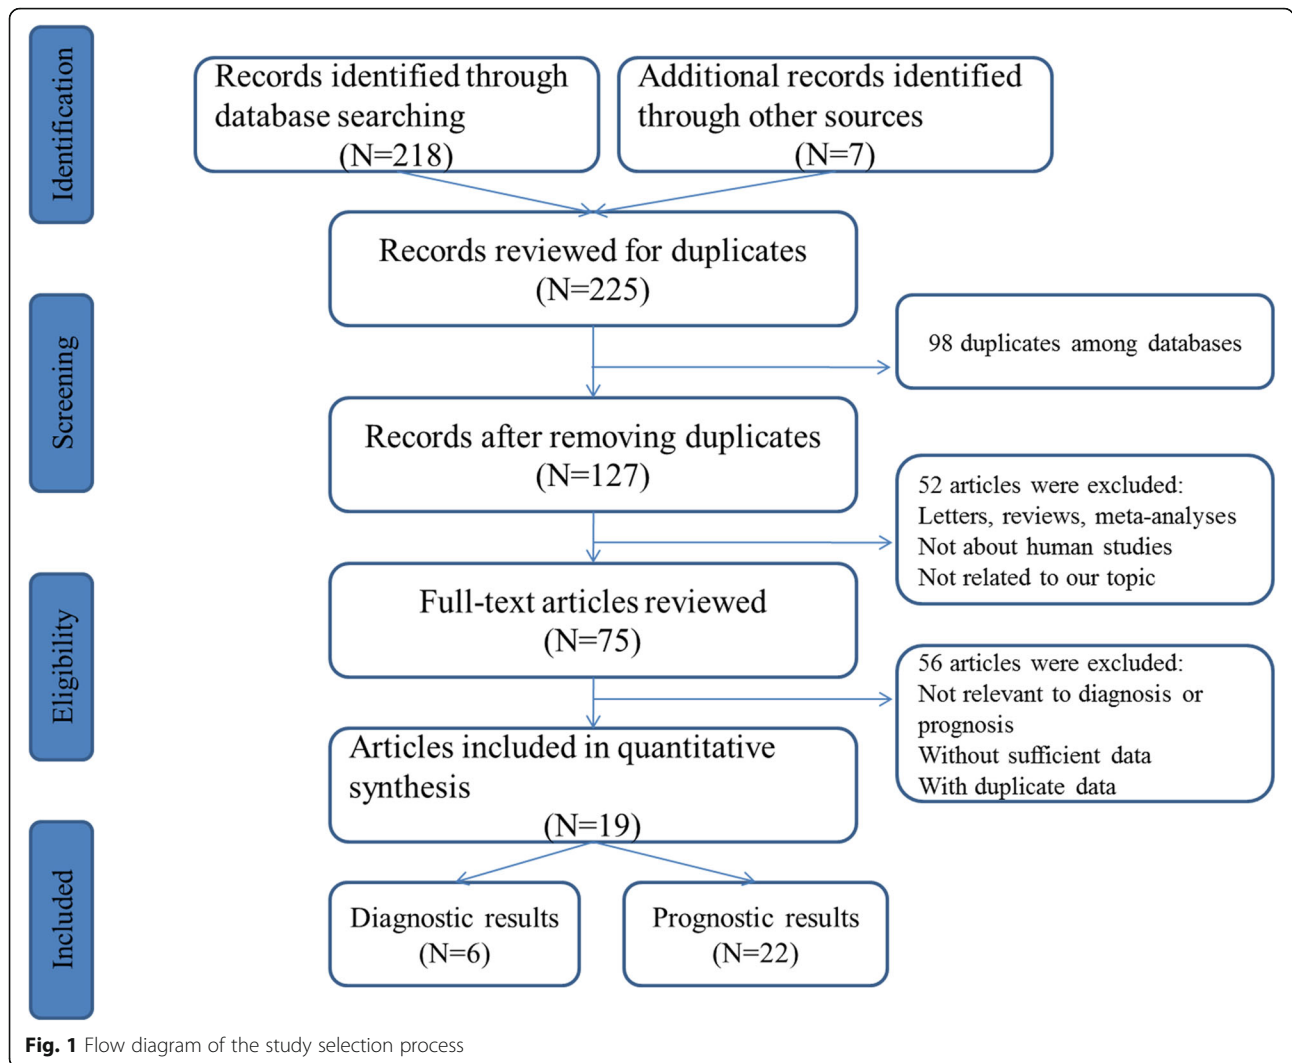 Identification
Records identified through
database searching
(N=218)
Additional records identified
through other sources
(N=7)
Records reviewed for duplicates
(N=225)
Screening
98 duplicates among databases
Records after removing duplicates
(N=127)
52 articles were excluded:
Letters, reviews, meta-analyses
Not about human studies
Not related to our topic
Eligibility
Full-text articles reviewed
(N=75)
56 articles were excluded:
Not relevant to diagnosis or
prognosis
Without sufficient data
With duplicate data
Articles included in quantitative
synthesis
(N=19)
Included
Diagnostic results
(N=6)
Prognostic results
(N=22)
Fig. 1 Flow diagram of the study selection process